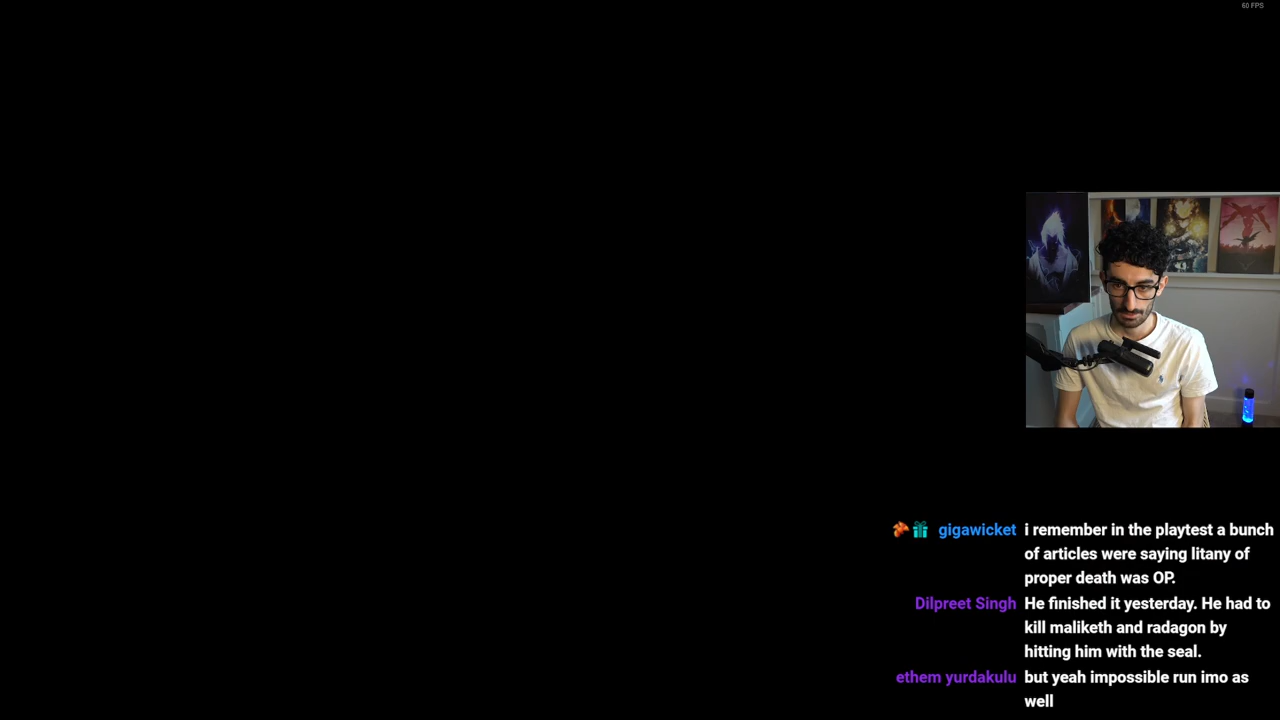 60 FPS
gigawicket i remember in the playtest a bunch
of articles were saying litany of
proper death was OP.
Dilpreet Singh He finished it yesterday. He had to
kill maliketh and radagon by
hitting him with the seal.
ethem yurdakulu but yeah impossible run imo as
well